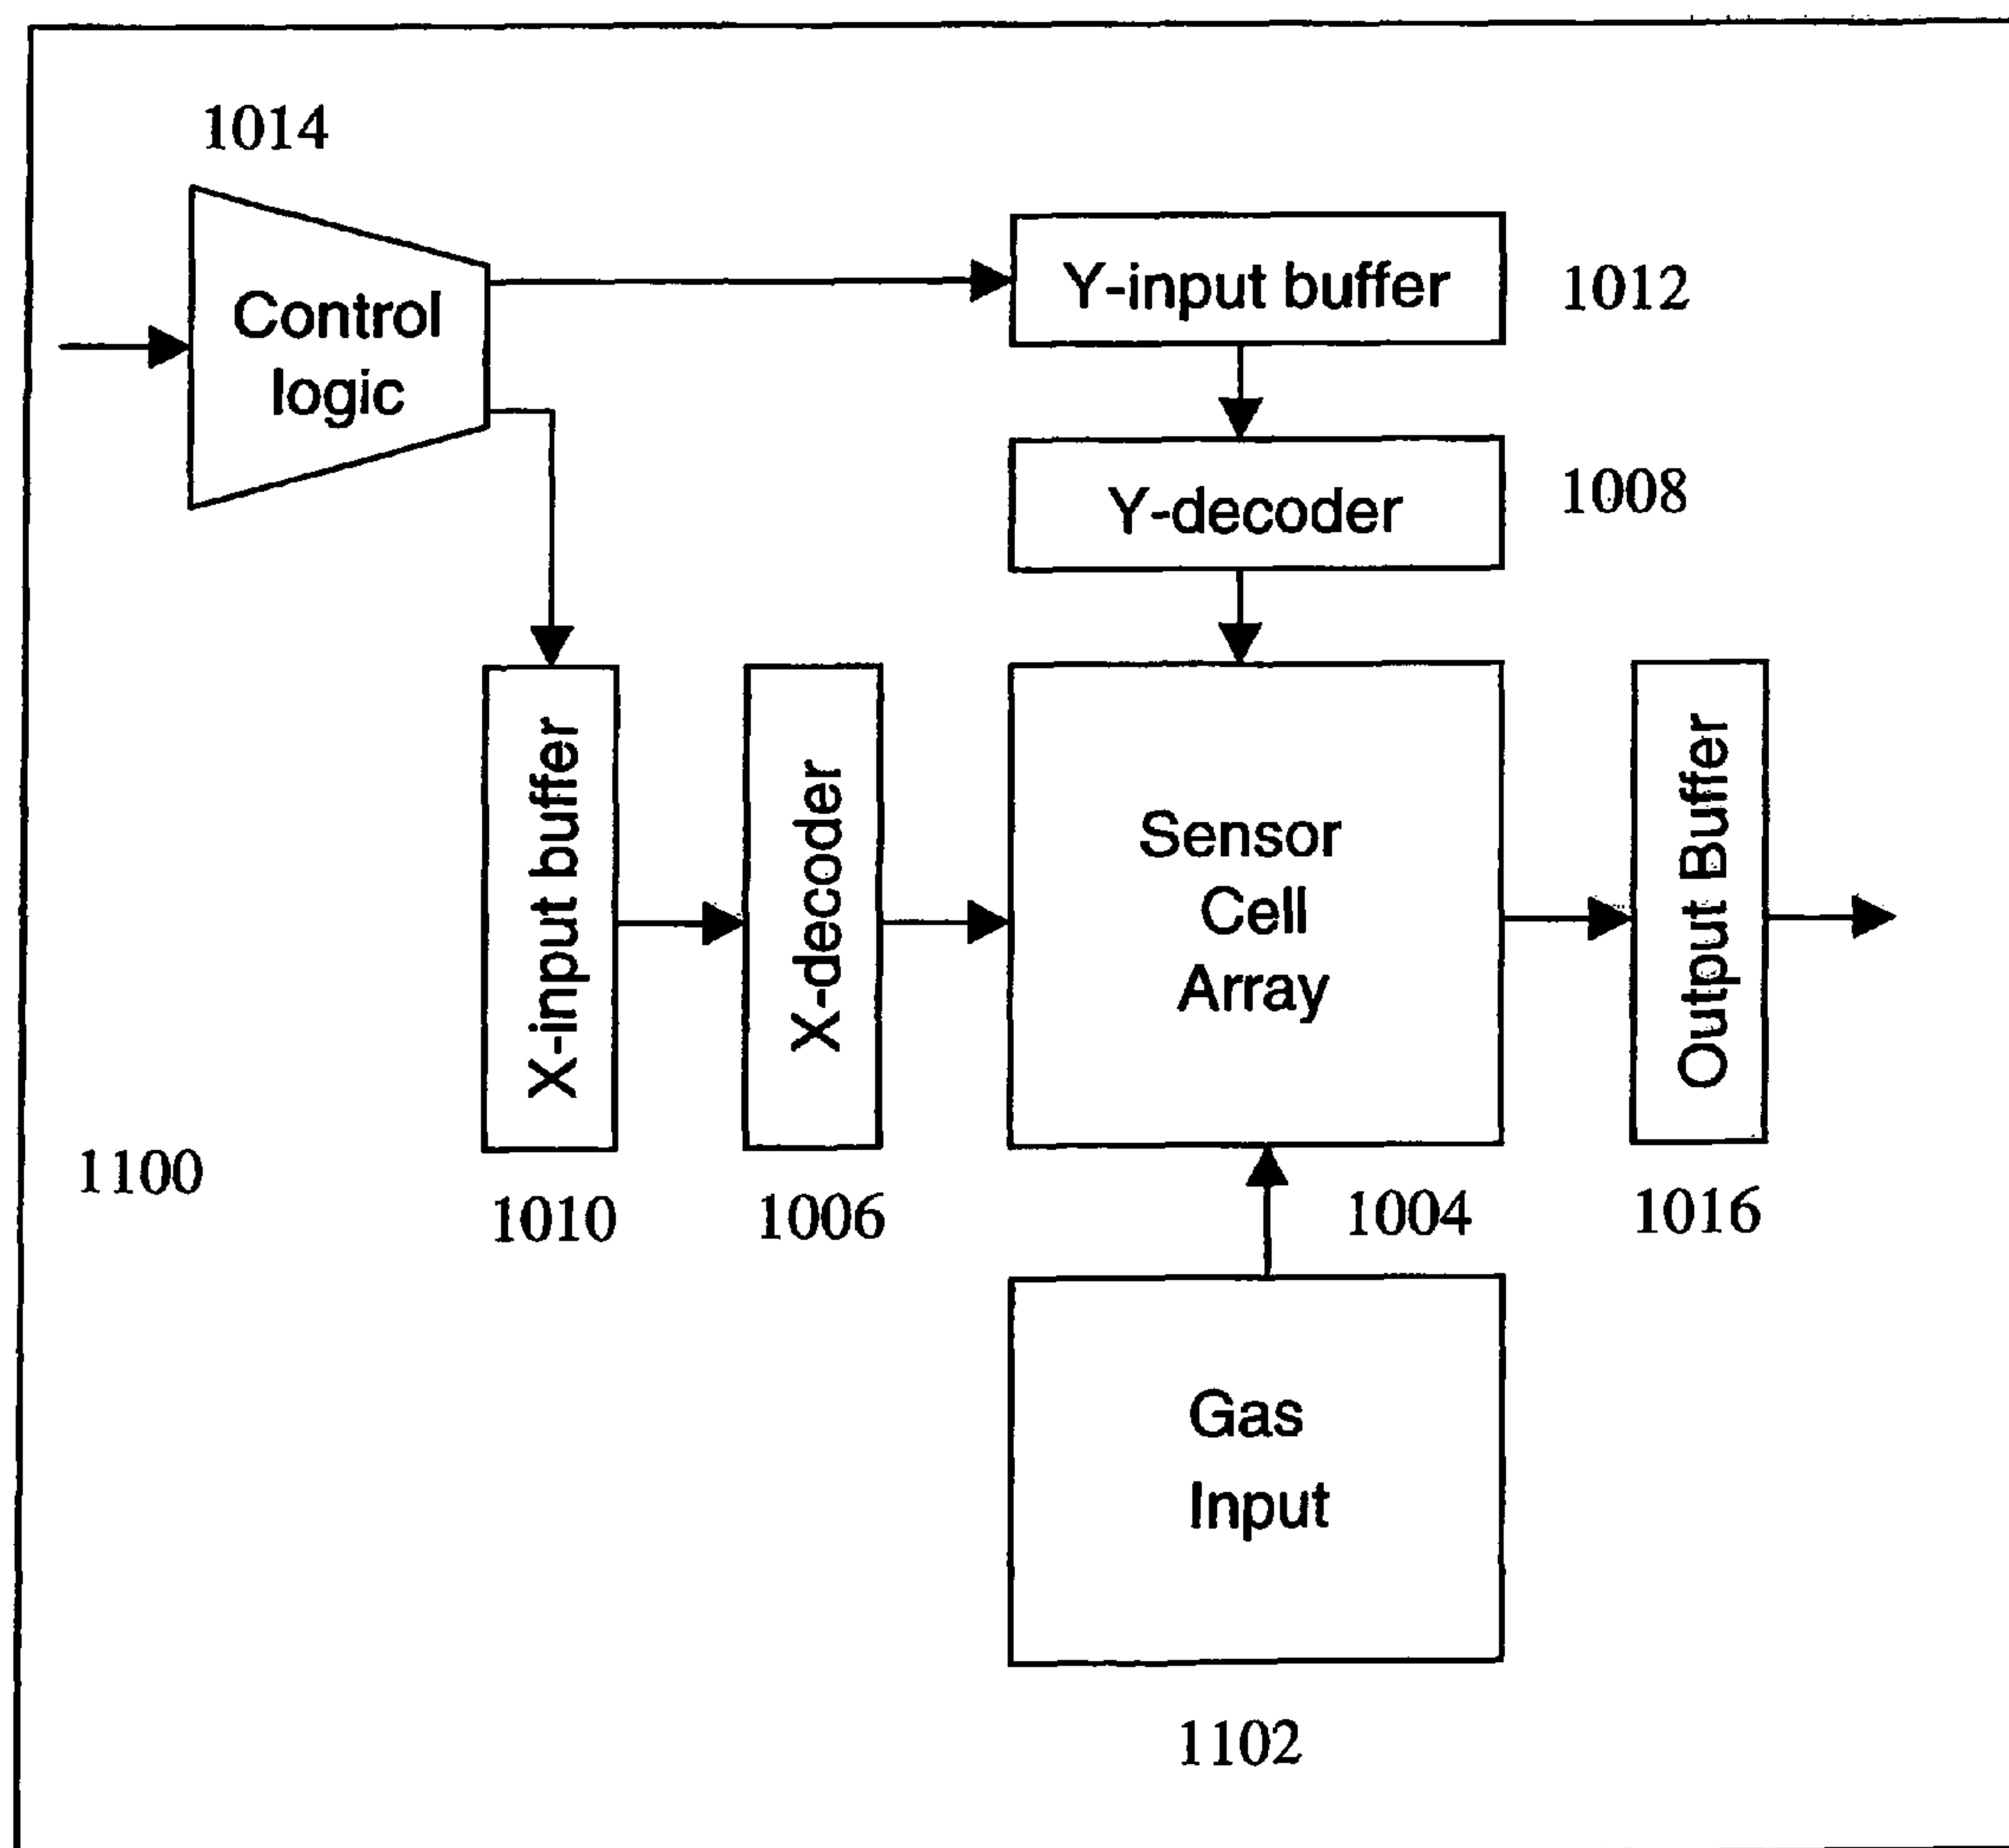 1014
Control
logic
Y-input buffer
1012
Y-decoder
1008
X-input buffer
X-decoder
Sensor
Cell
Array
Output Buffer
1100
1010
1006
1004
1016
Gas
Input
1102